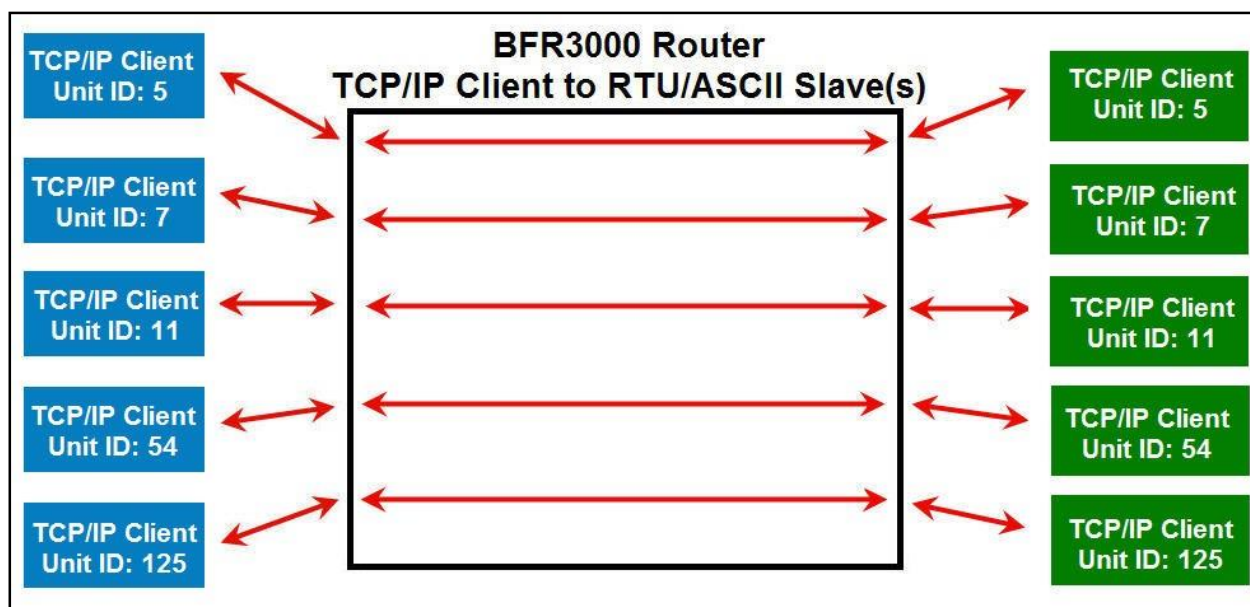 BFR3000 Router
TCP/IP Client to RTU/ASCII Slave(s)
TCP/IP Client
Unit ID: 5
TCP/IP Client
Unit ID: 7
TCP/IP Client
Unit ID: 11
TCP/IP Client
Unit ID: 54
TCP/IP Client
Unit ID: 125
TCP/IP Client
Unit ID: 5
TCP/IP Client
Unit ID: 7
TCP/IP Client
Unit ID: 11
TCP/IP Client
Unit ID: 54
TCP/IP Client
Unit ID: 125